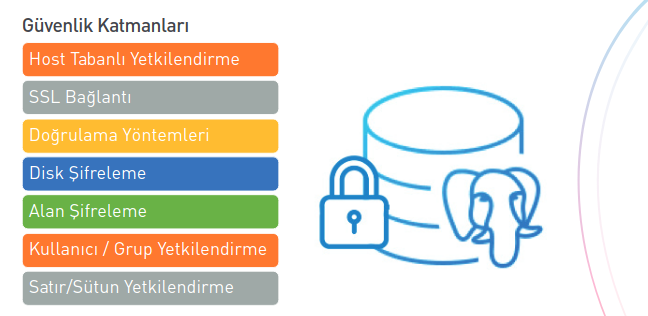 Güvenlik Katmanları
Host Tabanlı Yetkilendirme
SSL Bağlantı
Doğrulama Yöntemleri
Disk Şifreleme
Alan Şifreleme
Kullanıcı / Grup Yetkilendirme
Satır/Sütun Yetkilendirme